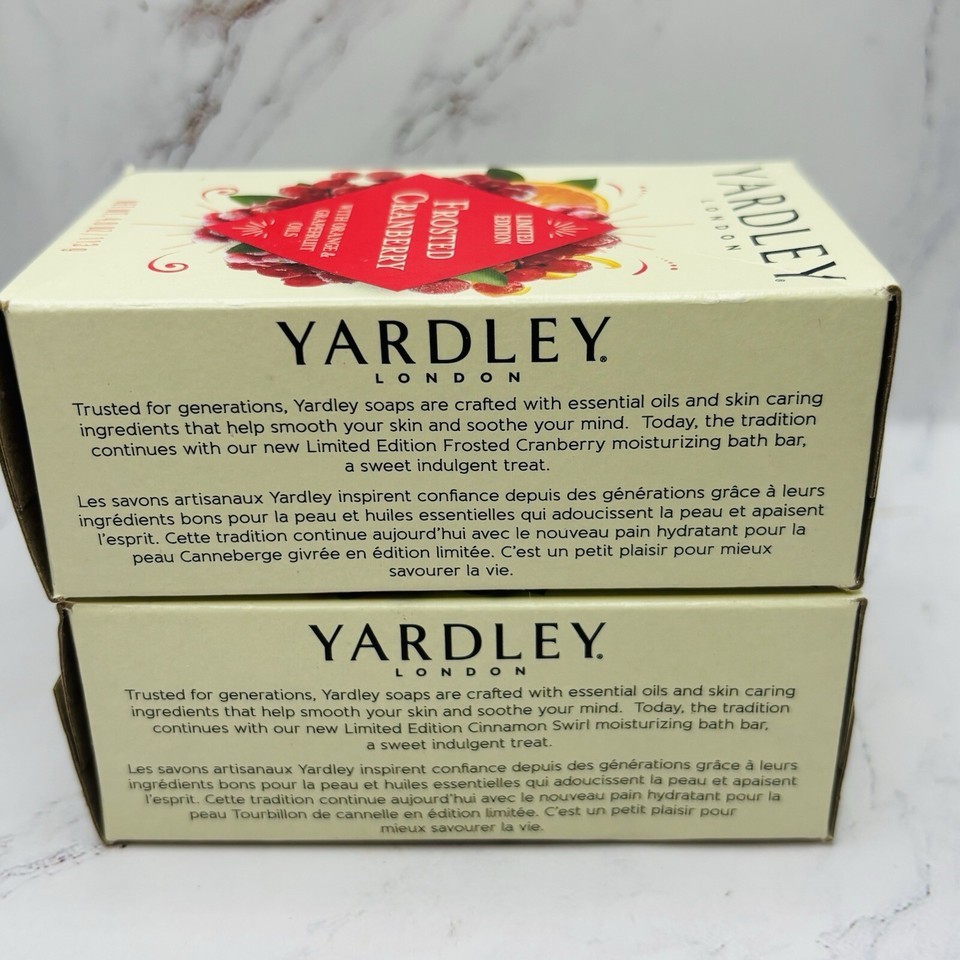 YARDLEY
LONDON
LIMITED
EDITION
FROSTED
CRANBERRY
WITH ORANGE &
GRAPEFRUIT
OILS
YARDLEY®
LONDON
Trusted for generations, Yardley soaps are crafted with essential oils and skin caring
ingredients that help smooth your skin and soothe your mind. Today, the tradition
continues with our new Limited Edition Frosted Cranberry moisturizing bath bar,
a sweet indulgent treat.
Les savons artisanaux Yardley inspirent confiance depuis des générations grâce à leurs
ingrédients bons pour la peau et huiles essentielles qui adoucissent la peau et apaisent
l'esprit. Cette tradition continue aujourd'hui avec le nouveau pain hydratant pour la
peau Canneberge givrée en édition limitée. C'est un petit plaisir pour mieux
savourer la vie.
YARDLEY®
LONDON
Trusted for generations, Yardley soaps are crafted with essential oils and skin caring
ingredients that help smooth your skin and soothe your mind. Today, the tradition
continues with our new Limited Edition Cinnamon Swirl moisturizing bath bar,
a sweet indulgent treat.
Les savons artisanaux Yardley inspirent confiance depuis des générations grâce à leurs
ingrédients bons pour la peau et huiles essentielles qui adoucissent la peau et apaisent
l'esprit. Cette tradition continue aujourd'hui avec le nouveau pain hydratant pour la
peau Tourbillon de cannelle en édition limitée. C'est un petit plaisir pour
mieux savourer la vie.